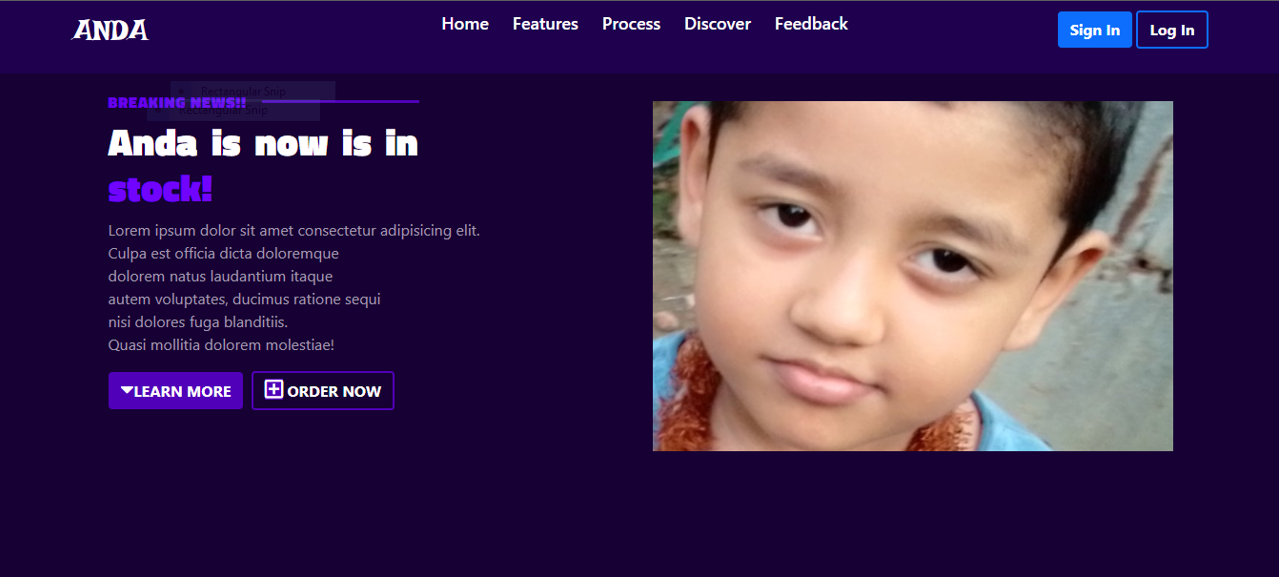 ANDA
Home Features Process Discover Feedback
Sign In Log In
Rectangular Snip
BREAKING NEWS!!
Rectangular Snip
Anda is now is in
stock!
Lorem ipsum dolor sit amet consectetur adipisicing elit.
Culpa est officia dicta doloremque
dolorem natus laudantium itaque
autem voluptates, ducimus ratione sequi
nisi dolores fuga blanditiis.
Quasi mollitia dolorem molestiae!
LEARN MORE ORDER NOW